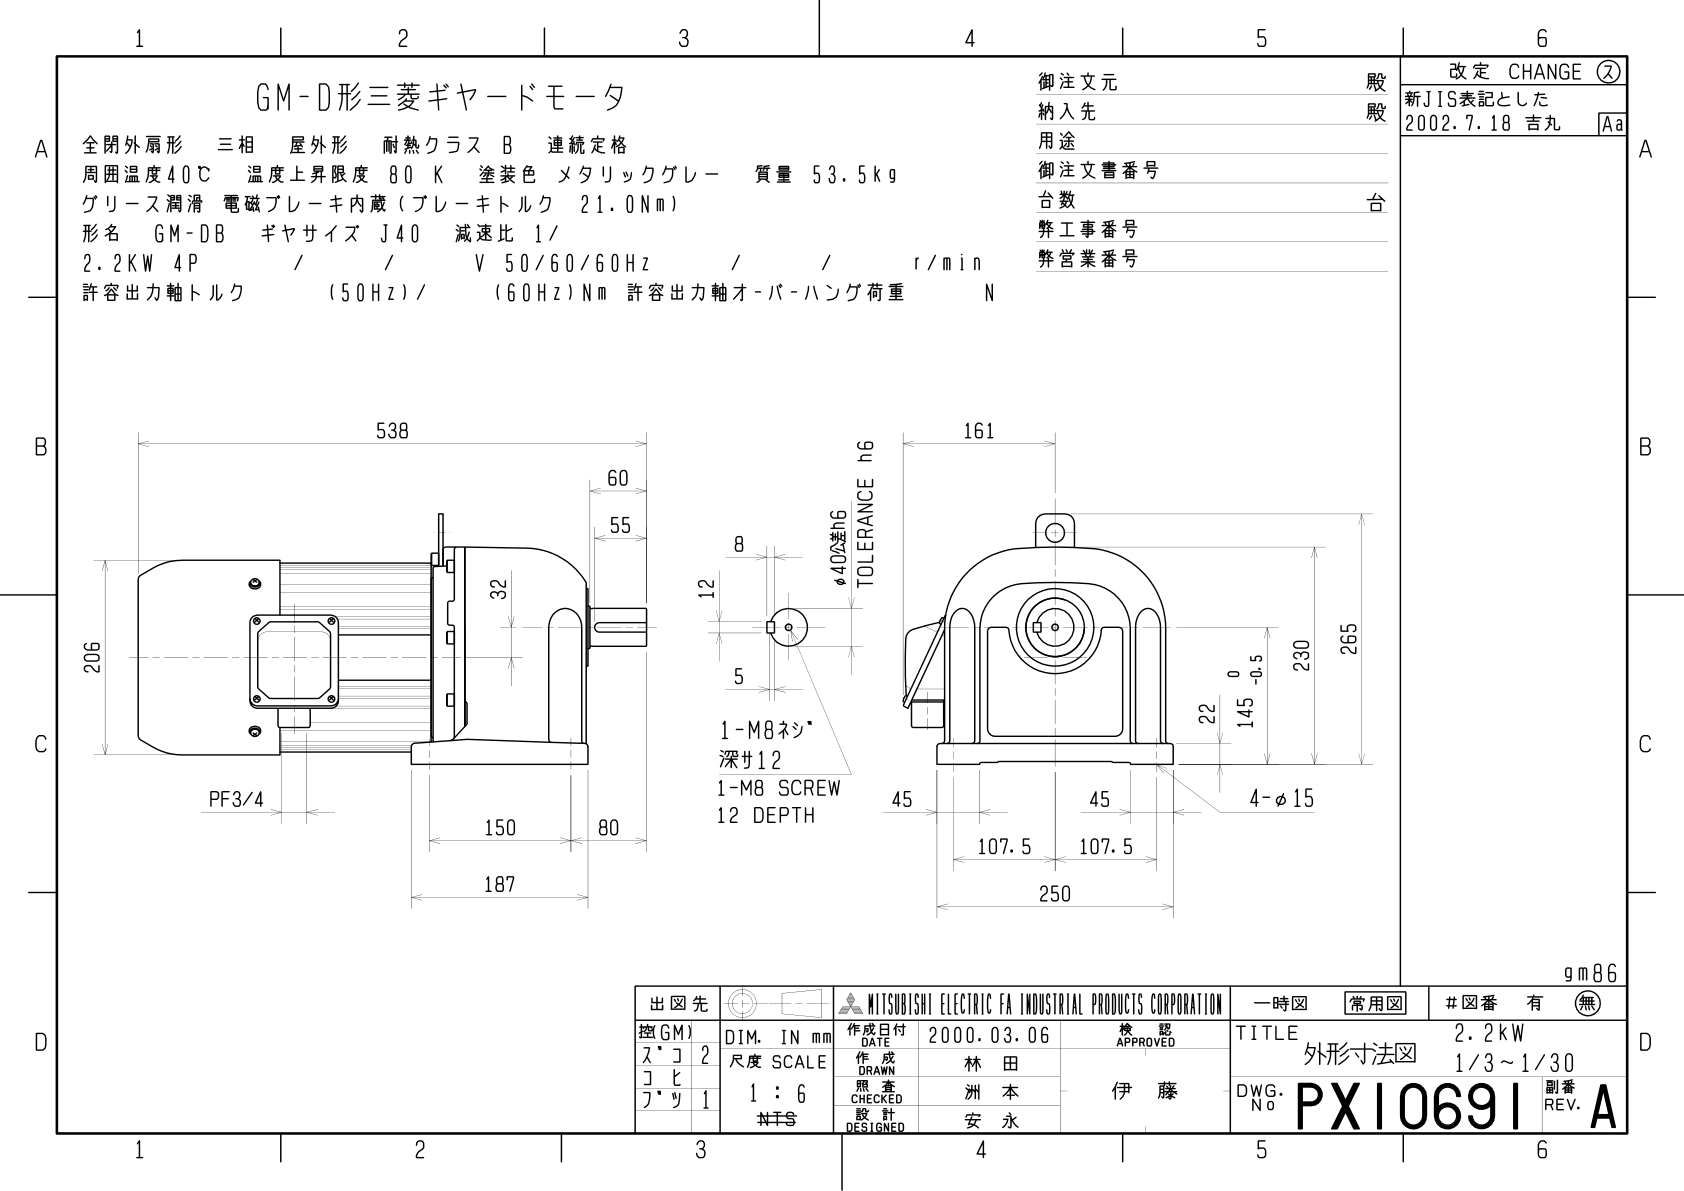 1 2 3 4 5 6
改定 CHANGE ス
新JIS表記とした
2002.7.18 吉丸 Aa
GM-D形三菱ギヤードモータ
全閉外扇形 三相 屋外形 耐熱クラス B 連続定格
周囲温度40℃ 温度上昇限度 80 K 塗装色 メタリックグレー 質量 53.5kg
グリース潤滑 電磁ブレーキ内蔵(ブレーキトルク 21.0Nm)
形名 GM-DB ギヤサイズ J40 減速比 1/
2.2KW 4P / / V 50/60/60Hz / / r/min
許容出力軸トルク (50Hz)/ (60Hz)Nm 許容出力軸オ-バ-ハング荷重 N
御注文元 殿
納入先 殿
用途
御注文書番号
台数 台
弊工事番号
弊営業番号
A A
B B
C C
D D
538
60
55
32
206
PF3/4
150 80
187
8
12
5
φ40公差h6
TOLERANCE h6
1-M8ネジ
深サ12
1-M8 SCREW
12 DEPTH
161
265
230
145 0 -0.5
22
45 45
4-φ15
107.5 107.5
250
gm86
出図先
控(GM)
ズコ 2
コヒ
ブツ 1
DIM. IN mm
尺度 SCALE
1 : 6
NTS
MITSUBISHI ELECTRIC FA INDUSTRIAL PRODUCTS CORPORATION
作成日付 DATE 2000.03.06
検認 APPROVED
作成 DRAWN 林田
照査 CHECKED 洲本
設計 DESIGNED 安永
伊藤
一時図 常用図 #図番 有 無
TITLE
外形寸法図
2.2kW
1/3~1/30
DWG. No PX10691
副番 REV. A
1 2 3 4 5 6